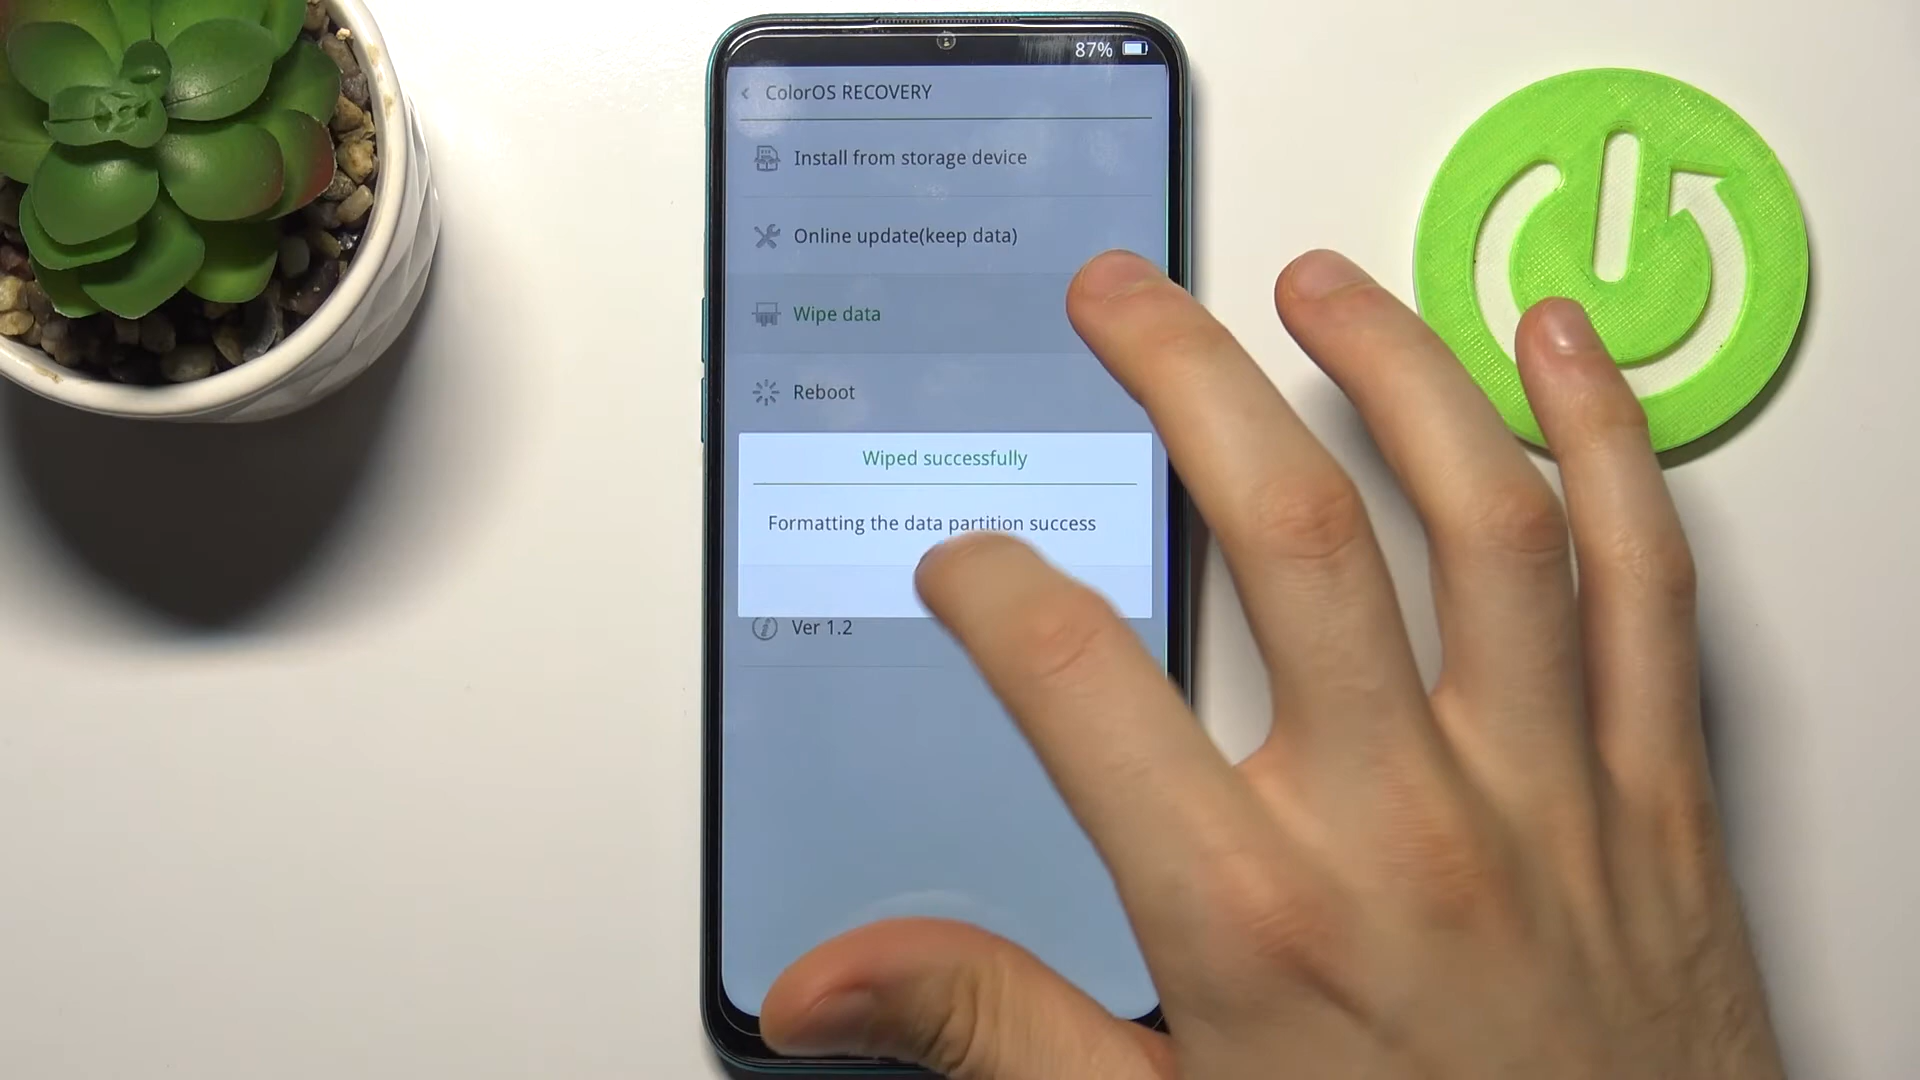 87%
ColorOS RECOVERY
Install from storage device
Online update(keep data)
Wipe data
Reboot
Wiped successfully
Formatting the data partition success
Ver 1.2